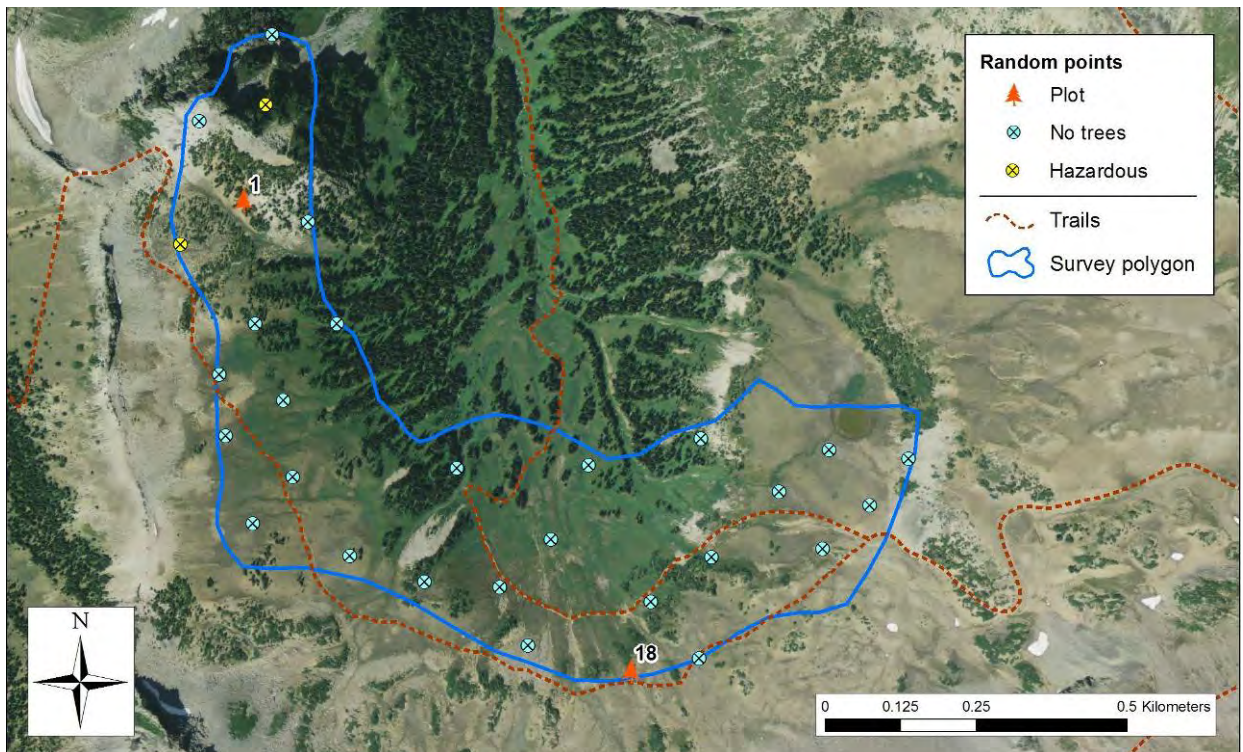 Random points
Plot
No trees
Hazardous
Trails
Survey polygon
1
18
N
0 0.125 0.25 0.5 Kilometers